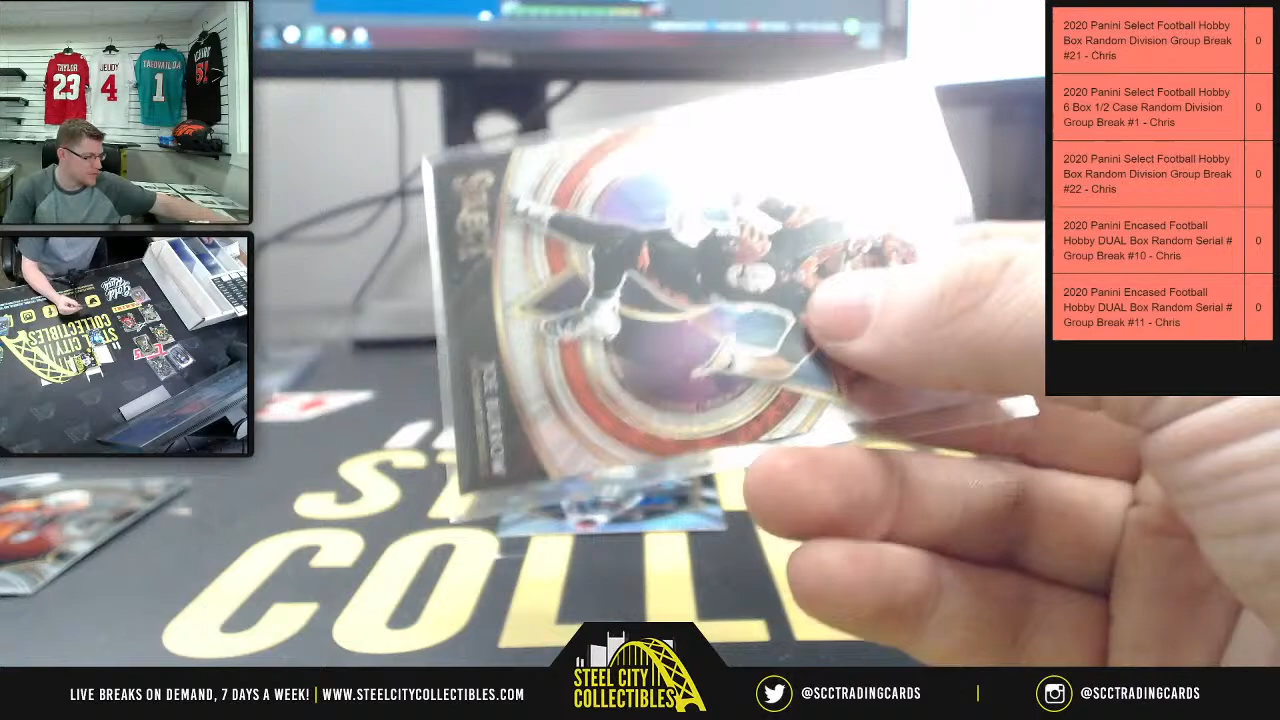 TAYLOR
23
JEUDY
4
TAGOVAILOA
1
51
2020 Panini Select Football Hobby
Box Random Division Group Break
#21 - Chris
0
2020 Panini Select Football Hobby
6 Box 1/2 Case Random Division
Group Break #1 - Chris
0
2020 Panini Select Football Hobby
Box Random Division Group Break
#22 - Chris
0
2020 Panini Encased Football
Hobby DUAL Box Random Serial #
Group Break #10 - Chris
0
2020 Panini Encased Football
Hobby DUAL Box Random Serial #
Group Break #11 - Chris
0
COLLECTIBLES
ST
COLL
LIVE BREAKS ON DEMAND, 7 DAYS A WEEK! | WWW.STEELCITYCOLLECTIBLES.COM
STEEL CITY
COLLECTIBLES
@SCCTRADINGCARDS
@SCCTRADINGCARDS